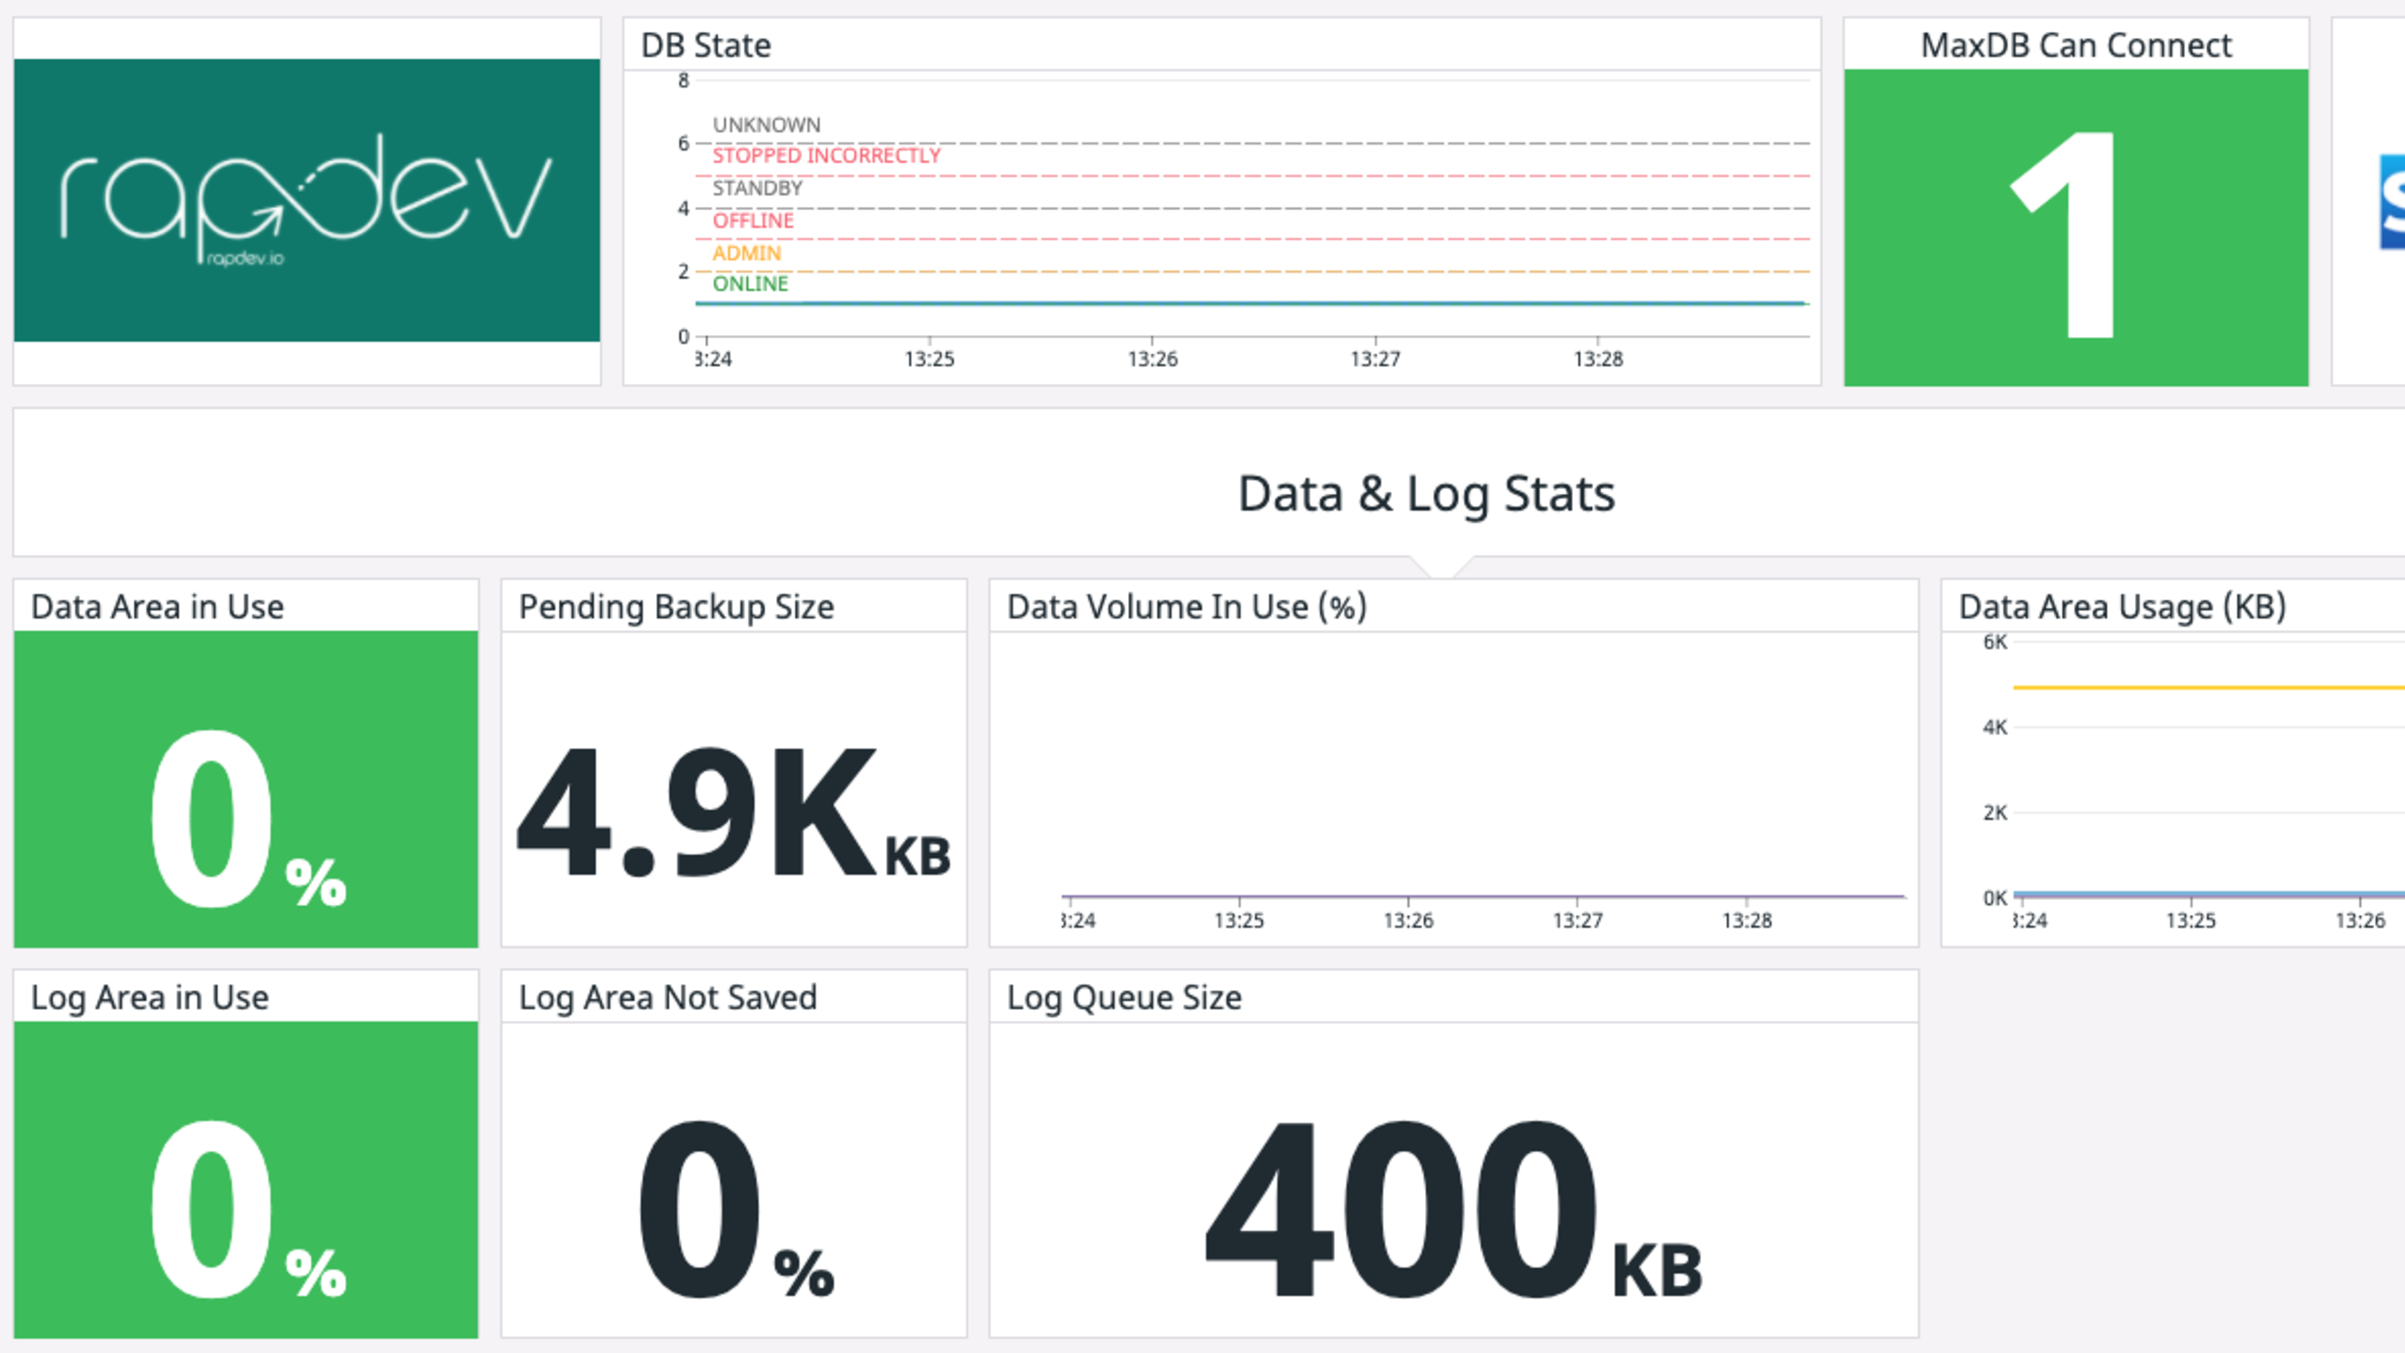 rapdev
rapdev.io
DB State
8
UNKNOWN
6
STOPPED INCORRECTLY
STANDBY
4
OFFLINE
ADMIN
2
ONLINE
0
3:24 13:25 13:26 13:27 13:28
MaxDB Can Connect
1
S
Data & Log Stats
Data Area in Use
0%
Pending Backup Size
4.9K KB
Data Volume In Use (%)
3:24 13:25 13:26 13:27 13:28
Data Area Usage (KB)
6K
4K
2K
0K
3:24 13:25 13:26
Log Area in Use
0%
Log Area Not Saved
0%
Log Queue Size
400 KB